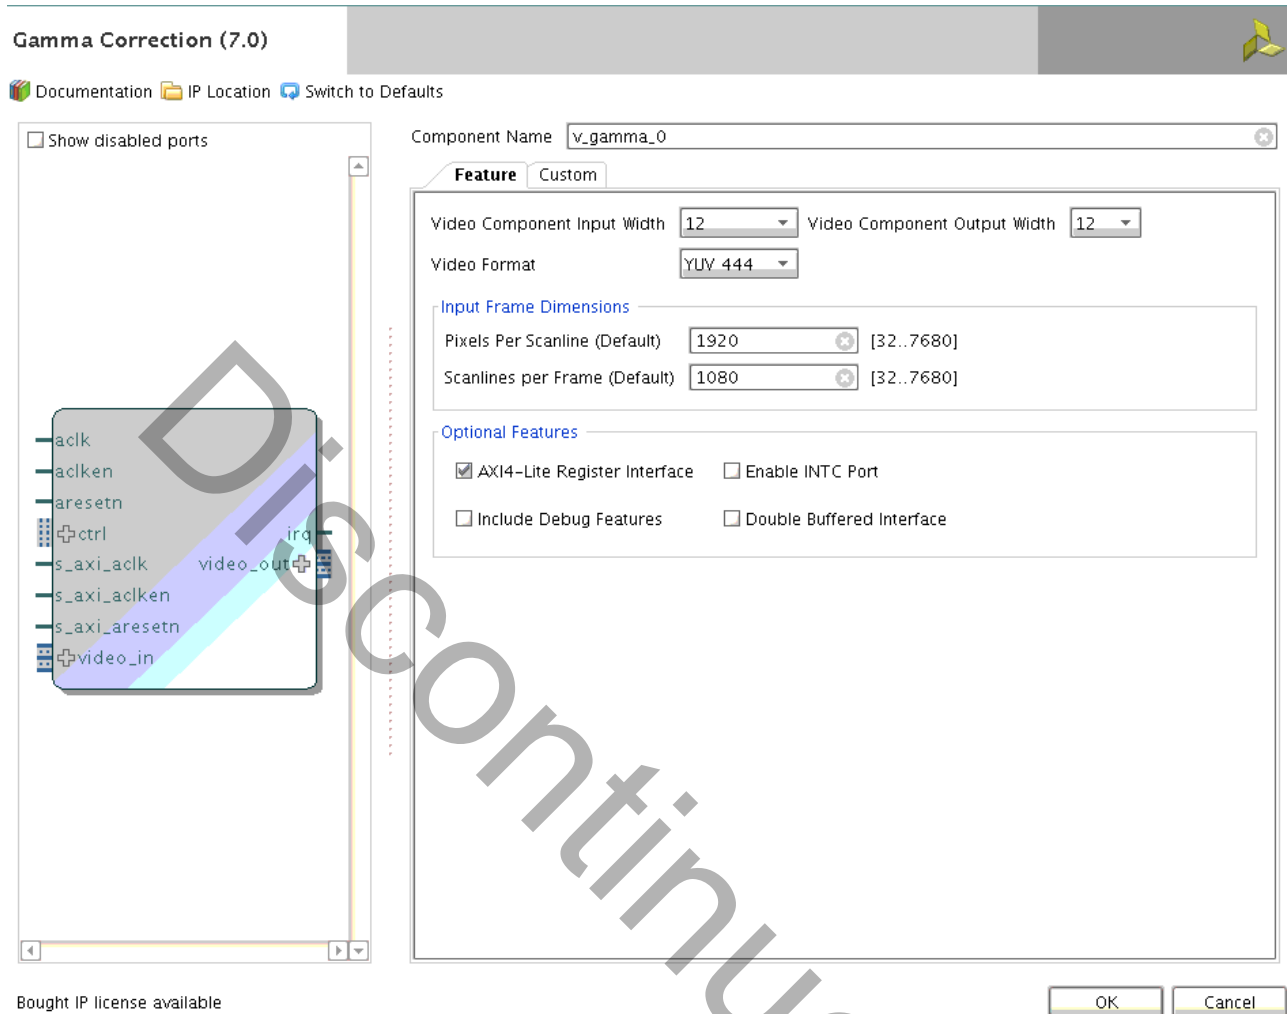 Gamma Correction (7.0)
Documentation IP Location Switch to Defaults
Show disabled ports
Component Name v_gamma_0
Feature Custom
Video Component Input Width 12 Video Component Output Width 12
Video Format YUV 444
Input Frame Dimensions
Pixels Per Scanline (Default) 1920 [32..7680]
Scanlines per Frame (Default) 1080 [32..7680]
Optional Features
AXI4-Lite Register Interface Enable INTC Port
Include Debug Features Double Buffered Interface
aclk
aclken
aresetn
ctrl irq
s_axi_aclk video_out
s_axi_aclken
s_axi_aresetn
video_in
Discontinu
Bought IP license available
OK Cancel